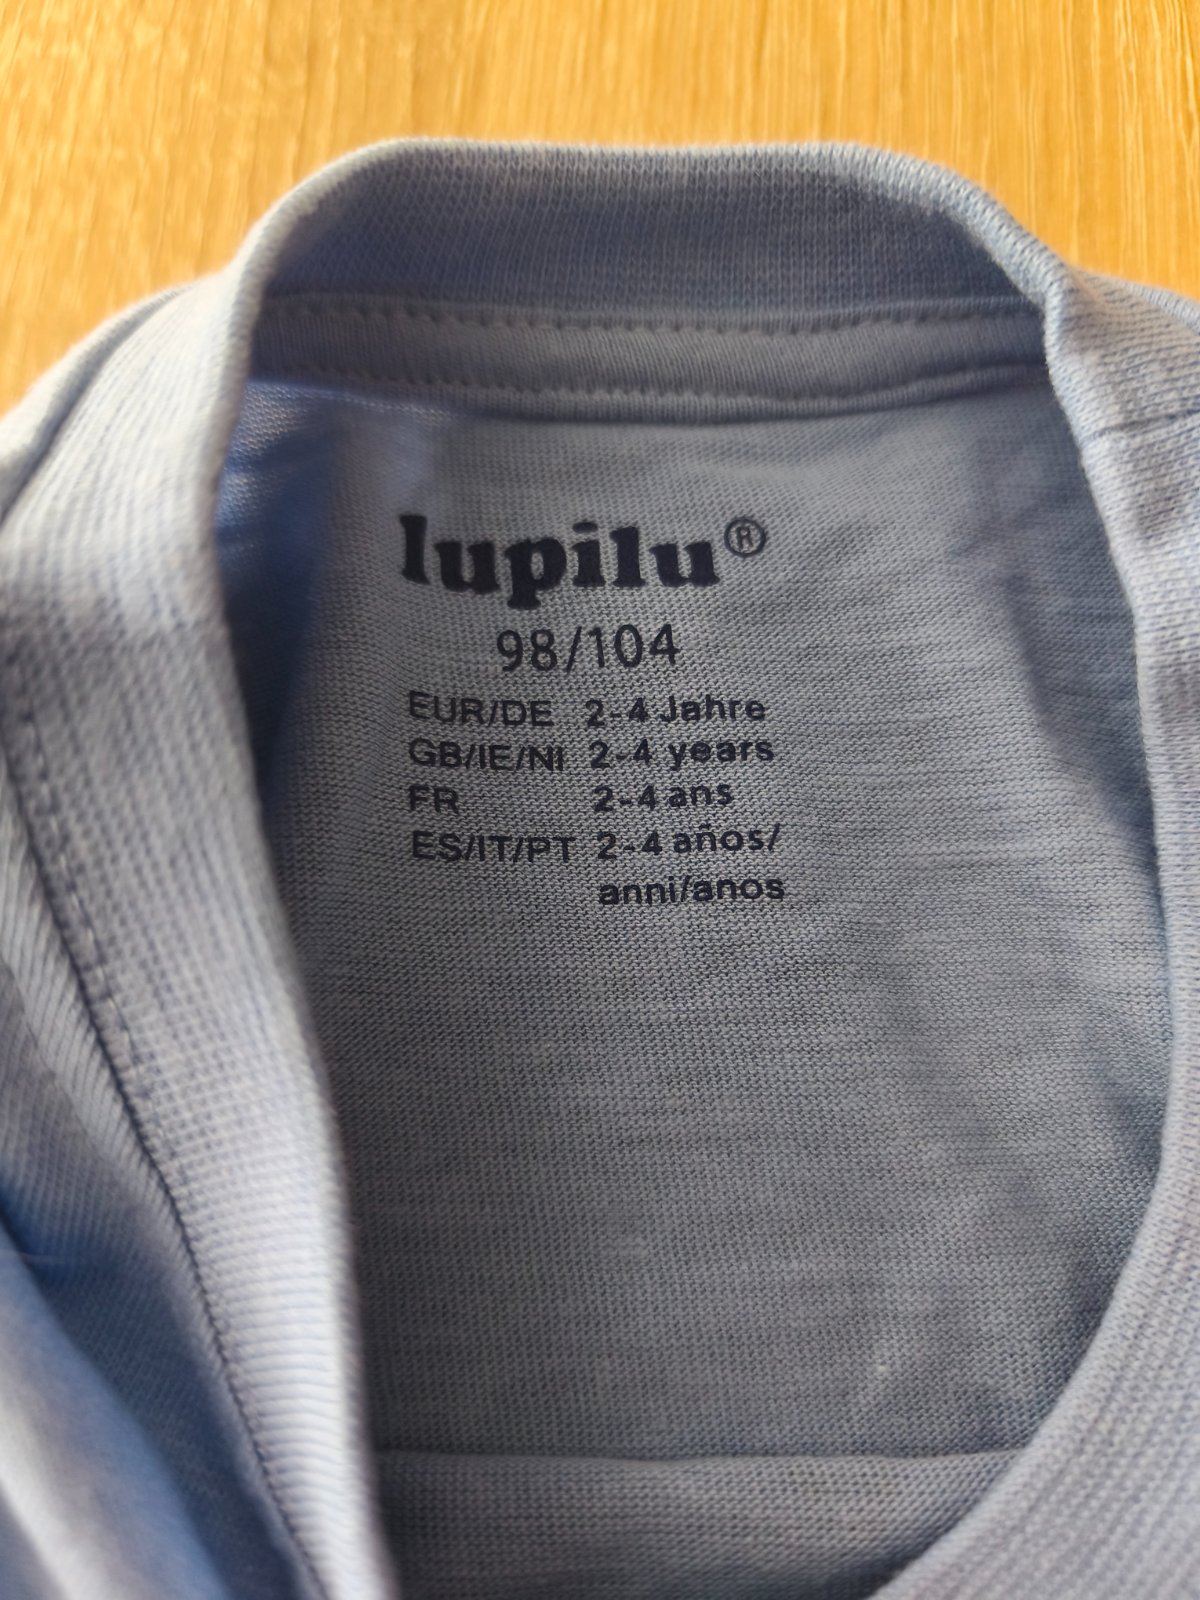 lupilu®
98/104
EUR/DE 2-4 Jahre
GB/IE/NI 2-4 years
FR 2-4 ans
ES/IT/PT 2-4 años/
anni/anos